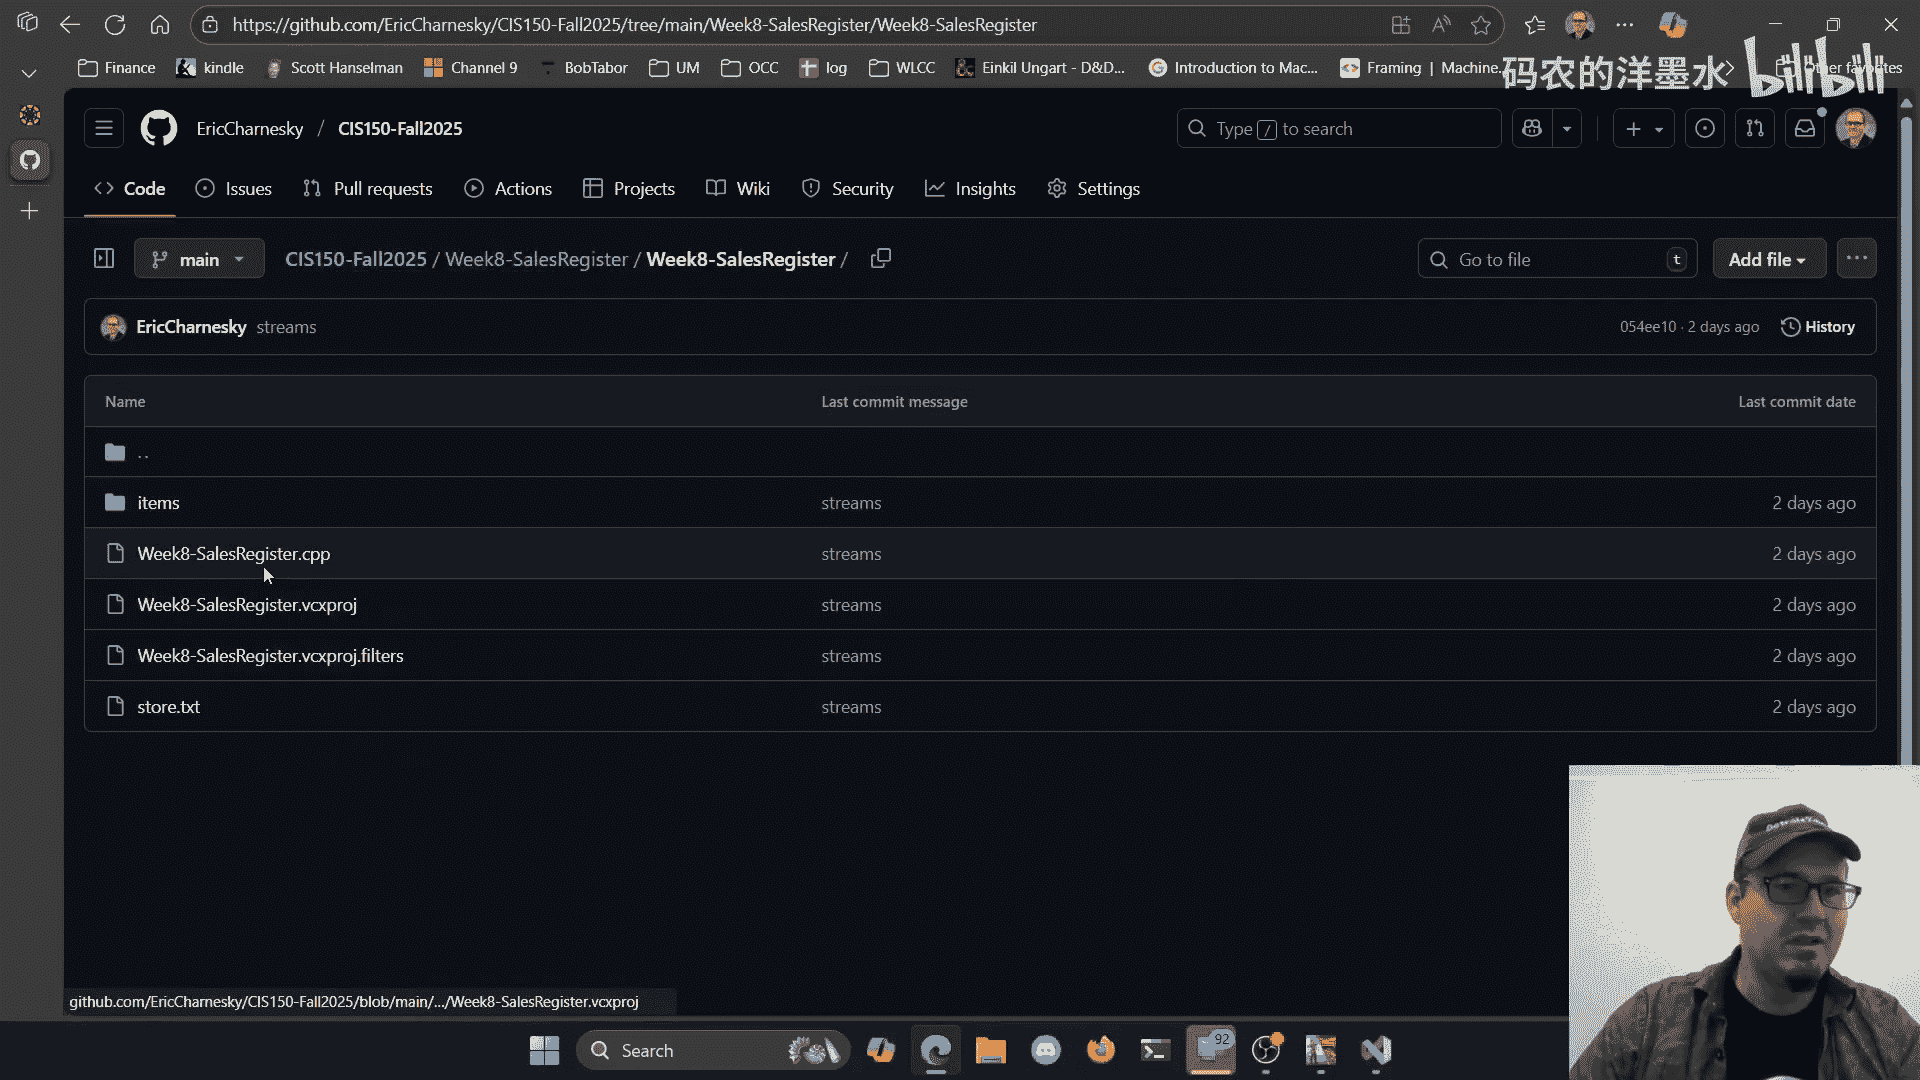 https://github.com/EricCharnesky/CIS150-Fall2025/tree/main/Week8-SalesRegister/Week8-SalesRegister
Finance kindle Scott Hanselman Channel 9 BobTabor UM OCC log WLCC Einkil Ungart - D&D... Introduction to Mac... Framing | Machine... Other favorites
码农的洋墨水 bilibili
EricCharnesky / CIS150-Fall2025 Type / to search
Code Issues Pull requests Actions Projects Wiki Security Insights Settings
main CIS150-Fall2025 / Week8-SalesRegister / Week8-SalesRegister / Go to file t Add file
EricCharnesky streams 054ee10 · 2 days ago History
Name Last commit message Last commit date
..
items streams 2 days ago
Week8-SalesRegister.cpp streams 2 days ago
Week8-SalesRegister.vcxproj streams 2 days ago
Week8-SalesRegister.vcxproj.filters streams 2 days ago
store.txt streams 2 days ago
github.com/EricCharnesky/CIS150-Fall2025/blob/main/.../Week8-SalesRegister.vcxproj
Search 92